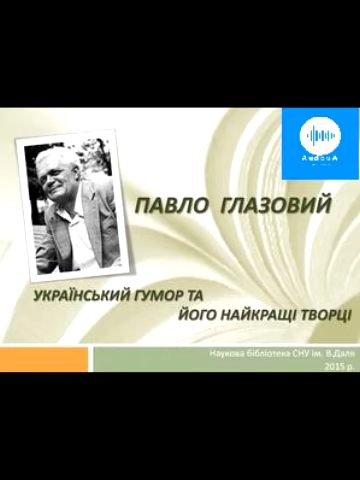 ПАВЛО ГЛАЗОВИЙ
УКРАЇНСЬКИЙ ГУМОР ТА
ЙОГО НАЙКРАЩІ ТВОРЦІ
Наукова бібліотека СНУ ім. В.Даля
2015 р.